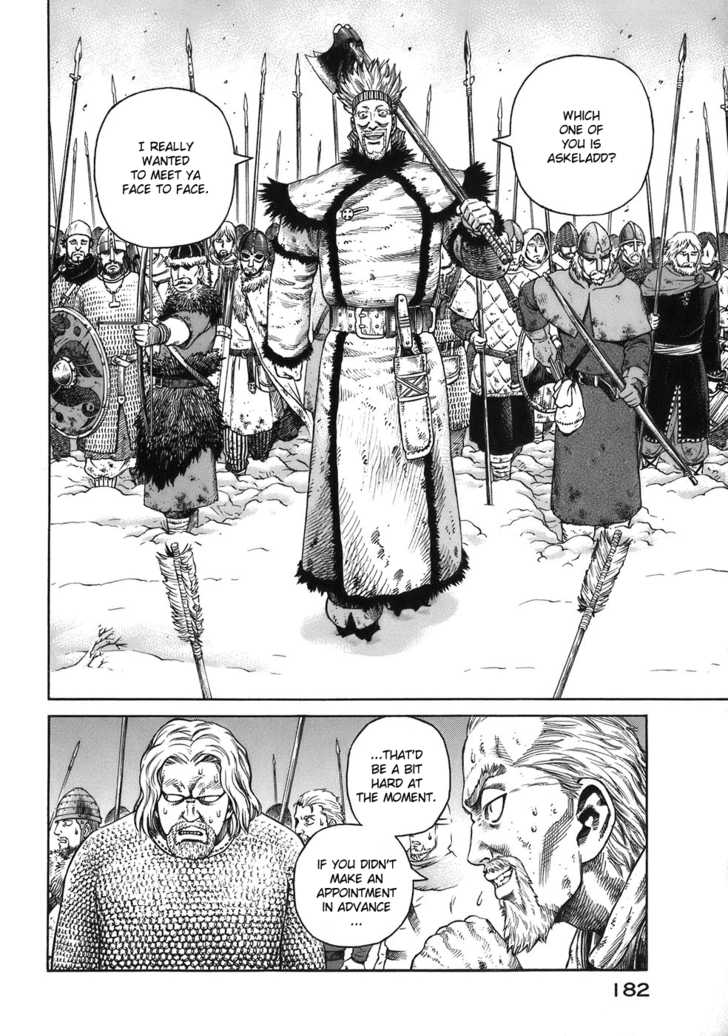 WHICH
ONE OF
YOU IS
ASKELADD?
I REALLY
WANTED
TO MEET YA
FACE TO FACE.
...THAT'D
BE A BIT
HARD AT
THE MOMENT.
IF YOU DIDN'T
MAKE AN
APPOINTMENT
IN ADVANCE
...
182